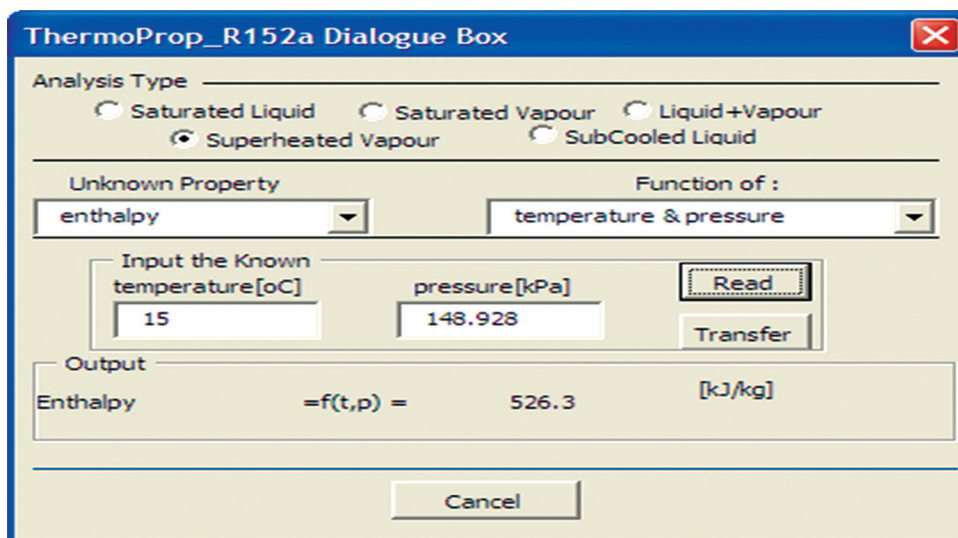 ThermoProp_R152a Dialogue Box
Analysis Type
Saturated Liquid Saturated Vapour Liquid+Vapour
Superheated Vapour SubCooled Liquid
Unknown Property Function of :
enthalpy temperature & pressure
Input the Known
temperature[oC] pressure[kPa] Read
15 148.928
Transfer
Output
Enthalpy =f(t,p) = 526.3 [kJ/kg]
Cancel